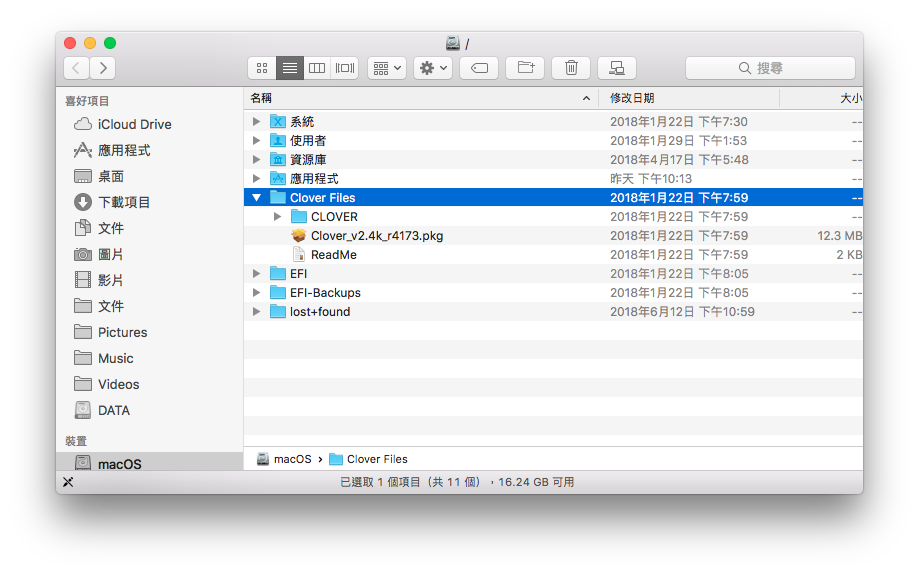 /
搜尋
喜好項目
iCloud Drive
應用程式
桌面
下載項目
文件
圖片
影片
文件
Pictures
Music
Videos
DATA
裝置
macOS
名稱 修改日期 大小
系統 2018年1月22日 下午7:30 --
使用者 2018年1月29日 下午1:53 --
資源庫 2018年4月17日 下午5:48 --
應用程式 昨天 下午10:13 --
Clover Files 2018年1月22日 下午7:59 --
CLOVER 2018年1月22日 下午7:59 --
Clover_v2.4k_r4173.pkg 2018年1月22日 下午7:59 12.3 MB
ReadMe 2018年1月22日 下午7:59 2 KB
EFI 2018年1月22日 下午8:05 --
EFI-Backups 2018年1月22日 下午8:05 --
lost+found 2018年6月12日 下午10:59 --
macOS › Clover Files
已選取 1 個項目（共 11 個），16.24 GB 可用